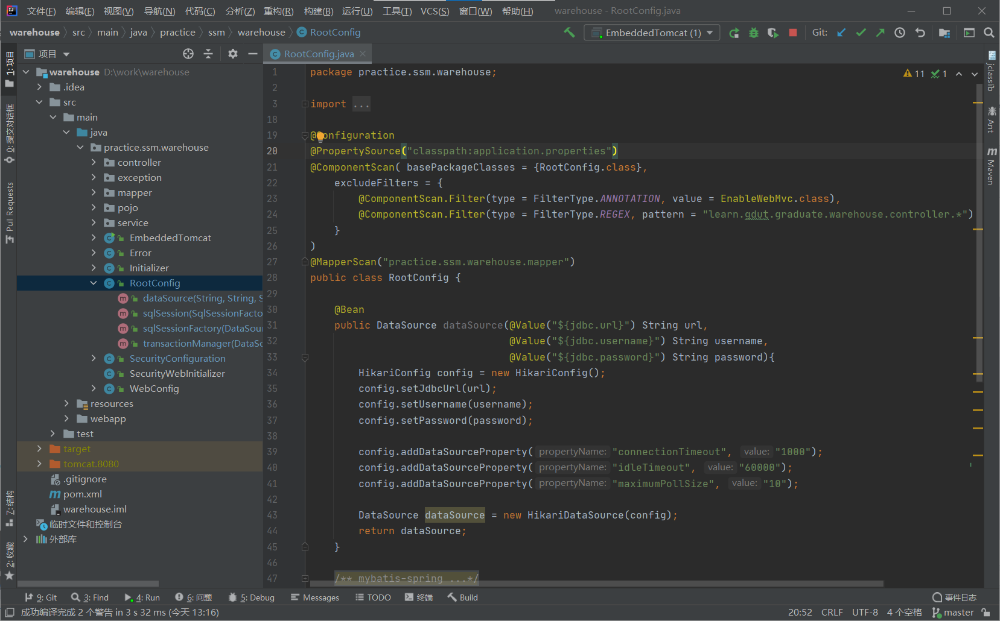 文件(F) 编辑(E) 视图(V) 导航(N) 代码(C) 分析(Z) 重构(R) 构建(B) 运行(U) 工具(T) VCS(S) 窗口(W) 帮助(H) warehouse - RootConfig.java
warehouse src main java practice ssm warehouse RootConfig EmbeddedTomcat (1) Git:
项目
RootConfig.java
1: 项目
0: 提交对话框
Pull Requests
7: 结构
2: 收藏
warehouse D:\work\warehouse
.idea
src
main
java
practice.ssm.warehouse
controller
exception
mapper
pojo
service
EmbeddedTomcat
Error
Initializer
RootConfig
dataSource(String, String, S
sqlSession(SqlSessionFacto
sqlSessionFactory(DataSour
transactionManager(DataSc
SecurityConfiguration
SecurityWebInitializer
WebConfig
resources
webapp
test
target
tomcat.8080
.gitignore
pom.xml
warehouse.iml
临时文件和控制台
外部库
11 1
1 package practice.ssm.warehouse;
2
3 import ...
18
19 @Configuration
20 @PropertySource("classpath:application.properties")
21 @ComponentScan( basePackageClasses = {RootConfig.class},
22 excludeFilters = {
23 @ComponentScan.Filter(type = FilterType.ANNOTATION, value = EnableWebMvc.class),
24 @ComponentScan.Filter(type = FilterType.REGEX, pattern = "learn.gdut.graduate.warehouse.controller.*")
25 }
26 )
27 @MapperScan("practice.ssm.warehouse.mapper")
28 public class RootConfig {
29
30 @Bean
31 public DataSource dataSource(@Value("${jdbc.url}") String url,
32 @Value("${jdbc.username}") String username,
33 @Value("${jdbc.password}") String password){
34 HikariConfig config = new HikariConfig();
35 config.setJdbcUrl(url);
36 config.setUsername(username);
37 config.setPassword(password);
38
39 config.addDataSourceProperty( propertyName: "connectionTimeout", value: "1000");
40 config.addDataSourceProperty( propertyName: "idleTimeout", value: "60000");
41 config.addDataSourceProperty( propertyName: "maximumPollSize", value: "10");
42
43 DataSource dataSource = new HikariDataSource(config);
44 return dataSource;
45 }
46
47 /** mybatis-spring ...*/
jclasslib
Ant
m Maven
9: Git 3: Find 4: Run 6: 问题 5: Debug Messages TODO 终端 Build 事件日志
成功编译完成 2 个警告 in 3 s 32 ms (今天 13:16) 20:52 CRLF UTF-8 4 个空格 master